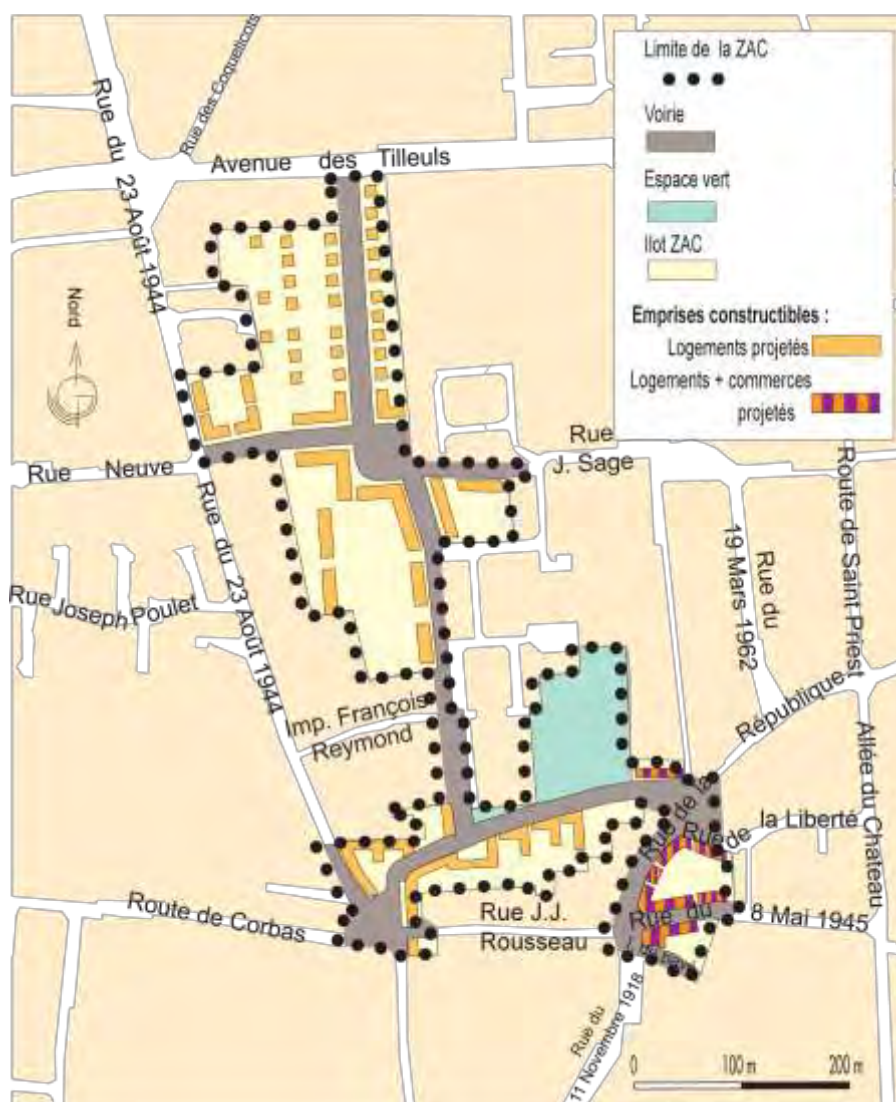 Limite de la ZAC
Voirie
Espace vert
Ilot ZAC
Emprises constructibles :
Logements projetés
Logements + commerces
projetés
Rue des Coquelicots
Rue du 23 Août 1944
Avenue des Tilleuls
Nord
Rue
J. Sage
Rue Neuve
Rue du 23 Août 1944
Route de Saint Priest
Rue du
19 Mars 1962
Rue Joseph Poulet
Imp. François
Reymond
République
Rue de la
Allée du Chateau
Rue de la Liberté
Route de Corbas
Rue J.J.
Rousseau
Rue du 8 Mai 1945
Rue du
11 Novembre 1918
0 100 m 200 m